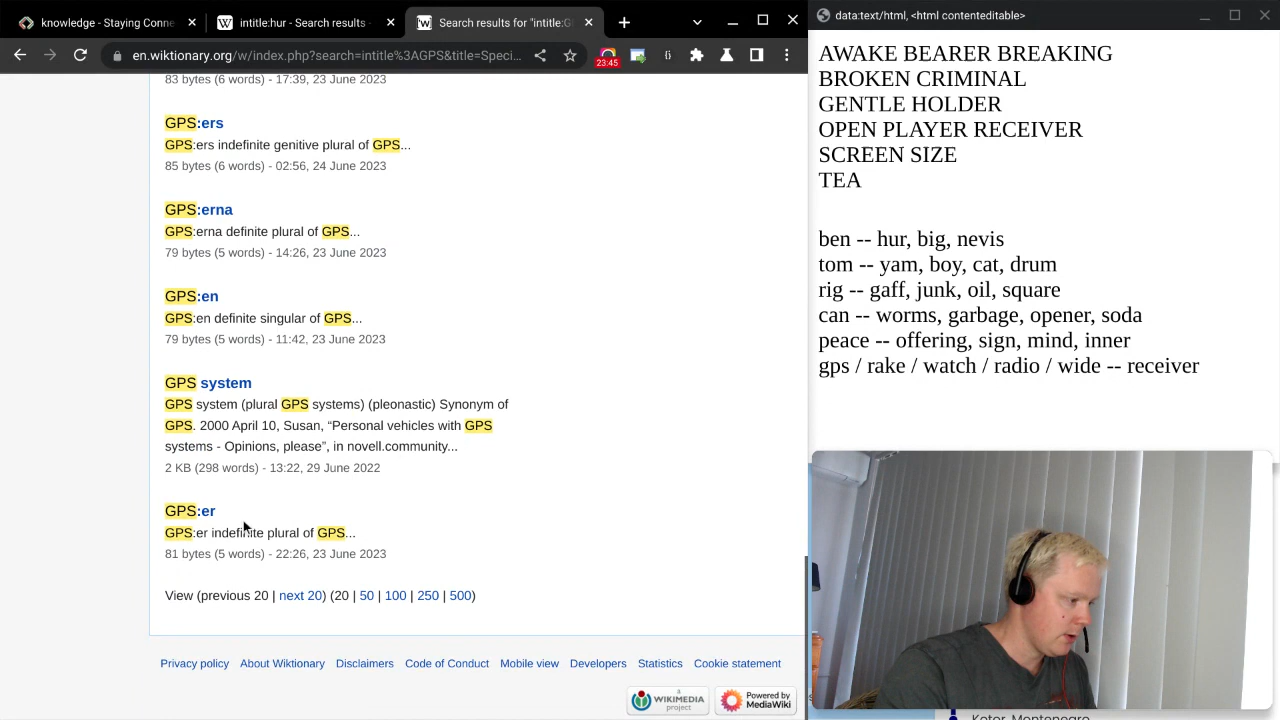 knowledge - Staying Conne
intitle:hur - Search results -
Search results for "intitle:G
data:text/html, <html contenteditable>
en.wiktionary.org/w/index.php?search=intitle%3AGPS&title=Speci...
23:45
83 bytes (6 words) - 17:39, 23 June 2023
GPS:ers
GPS:ers indefinite genitive plural of GPS...
85 bytes (6 words) - 02:56, 24 June 2023
GPS:erna
GPS:erna definite plural of GPS...
79 bytes (5 words) - 14:26, 23 June 2023
GPS:en
GPS:en definite singular of GPS...
79 bytes (5 words) - 11:42, 23 June 2023
GPS system
GPS system (plural GPS systems) (pleonastic) Synonym of
GPS. 2000 April 10, Susan, “Personal vehicles with GPS
systems - Opinions, please”, in novell.community...
2 KB (298 words) - 13:22, 29 June 2022
GPS:er
GPS:er indefinite plural of GPS...
81 bytes (5 words) - 22:26, 23 June 2023
View (previous 20 | next 20) (20 | 50 | 100 | 250 | 500)
Privacy policy About Wiktionary Disclaimers Code of Conduct Mobile view Developers Statistics Cookie statement
WIKIMEDIA project
Powered by MediaWiki
AWAKE BEARER BREAKING
BROKEN CRIMINAL
GENTLE HOLDER
OPEN PLAYER RECEIVER
SCREEN SIZE
TEA
ben -- hur, big, nevis
tom -- yam, boy, cat, drum
rig -- gaff, junk, oil, square
can -- worms, garbage, opener, soda
peace -- offering, sign, mind, inner
gps / rake / watch / radio / wide -- receiver
Kotor, Montenegro